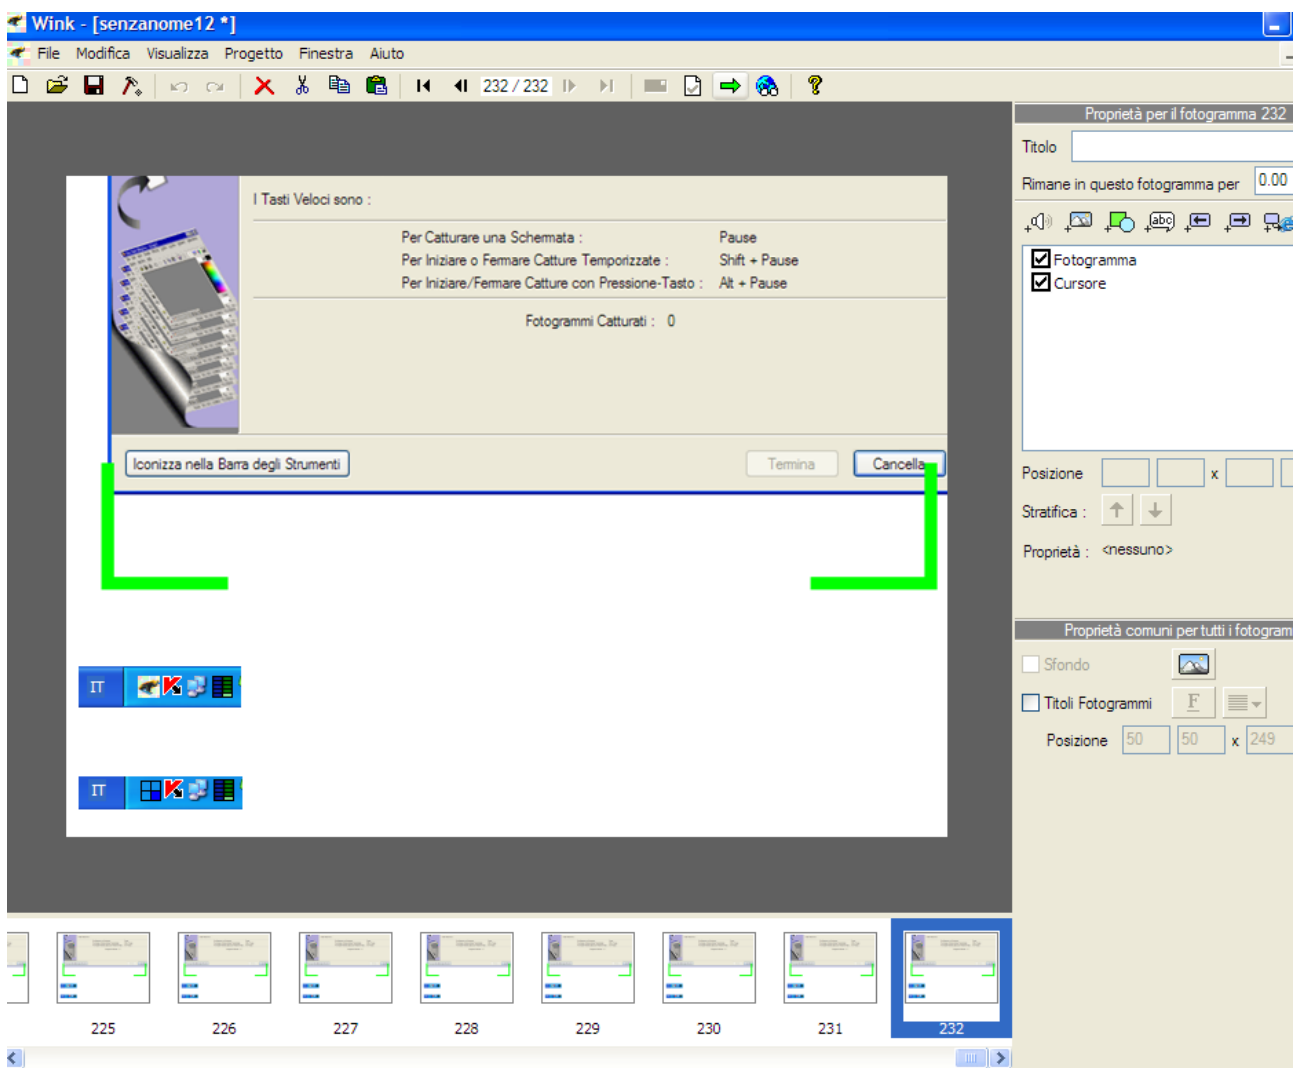 Wink - [senzanome12 *]
File Modifica Visualizza Progetto Finestra Aiuto
232 / 232
Proprietà per il fotogramma 232
Titolo
Rimane in questo fotogramma per 0.00
abc
Fotogramma
Cursore
I Tasti Veloci sono :
Per Catturare una Schermata : Pause
Per Iniziare o Fermare Catture Temporizzate : Shift + Pause
Per Iniziare/Fermare Catture con Pressione-Tasto : Alt + Pause
Fotogrammi Catturati : 0
Iconizza nella Barra degli Strumenti Termina Cancella
Posizione x
Stratifica :
Proprietà : <nessuno>
Proprietà comuni per tutti i fotogram
Sfondo
Titoli Fotogrammi F
Posizione 50 50 x 249
IT
IT
225 226 227 228 229 230 231 232